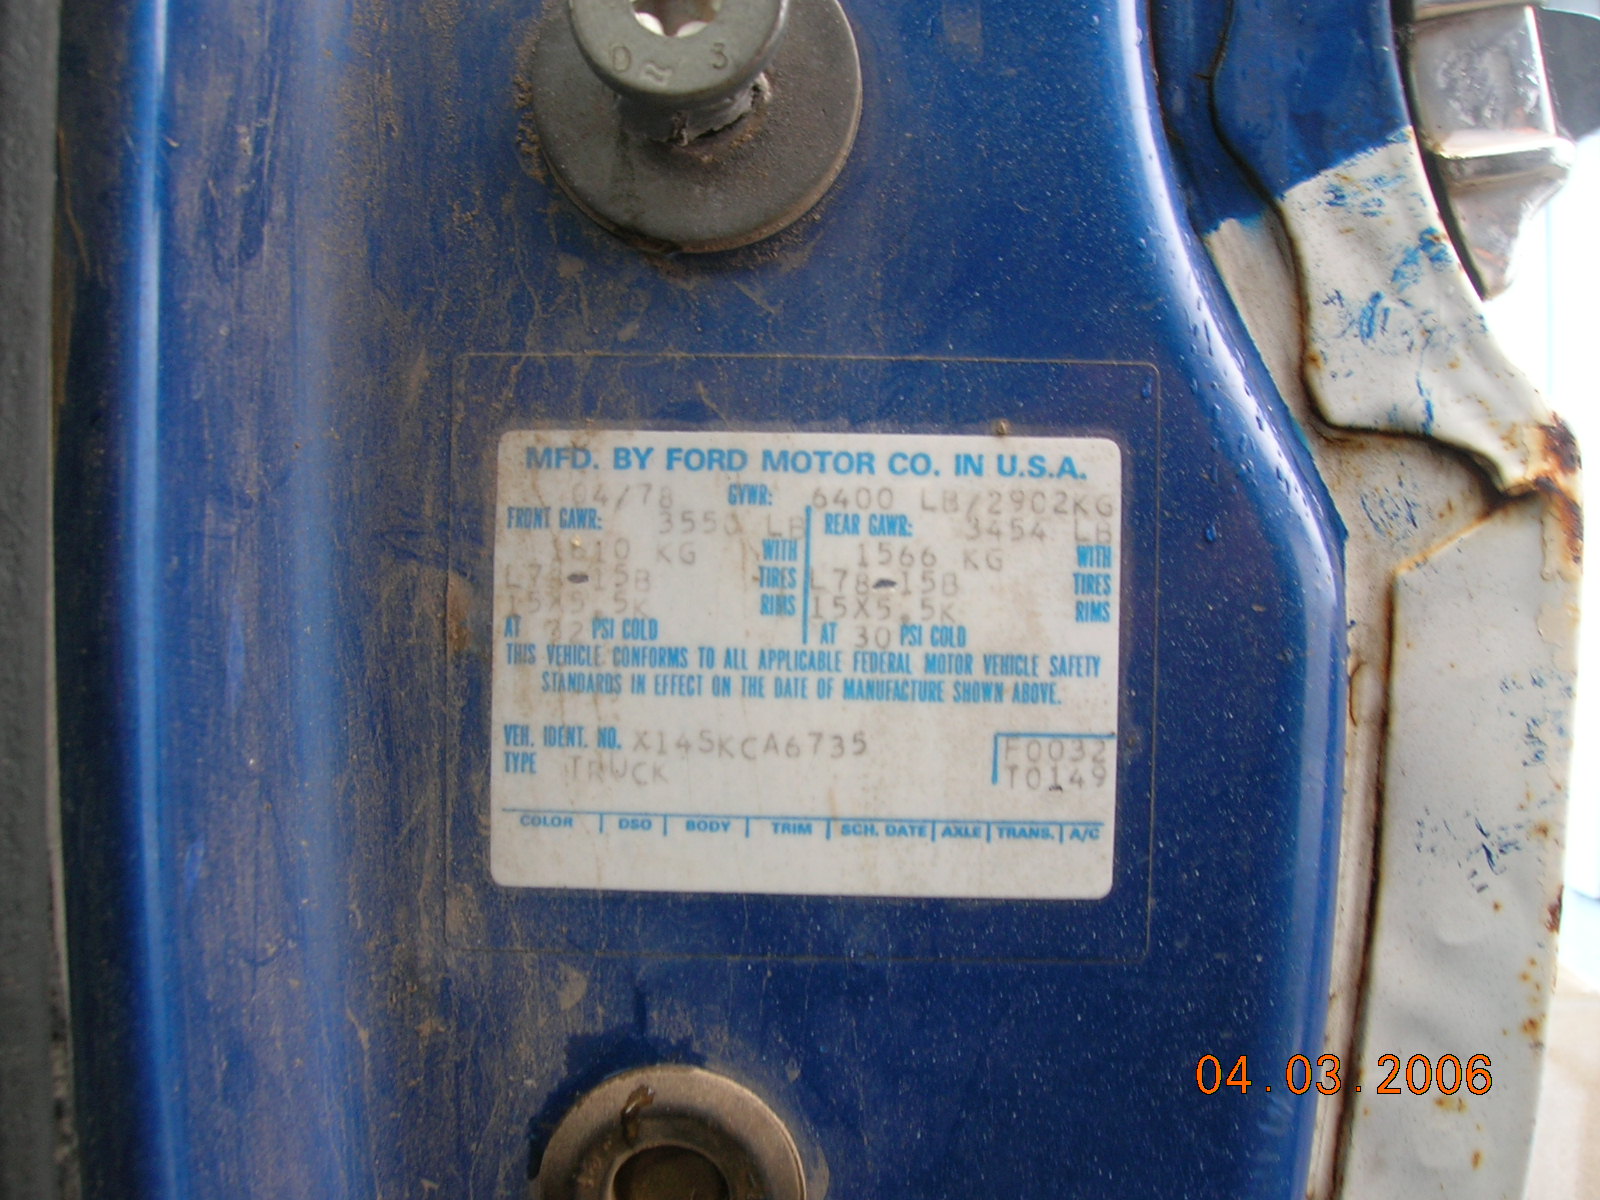 0 ~ 3
MFD. BY FORD MOTOR CO. IN U.S.A.
04/78 GVWR: 6400 LB/2902KG
FRONT GAWR: 3550 LB REAR GAWR: 3454 LB
1610 KG WITH 1566 KG WITH
L78-15B TIRES L78-15B TIRES
15X5.5K RIMS 15X5.5K RIMS
AT 32 PSI COLD AT 30 PSI COLD
THIS VEHICLE CONFORMS TO ALL APPLICABLE FEDERAL MOTOR VEHICLE SAFETY
STANDARDS IN EFFECT ON THE DATE OF MANUFACTURE SHOWN ABOVE.
VEH. IDENT. NO. X14SKCA6735 F0032
TYPE TRUCK T0149
COLOR DSO BODY TRIM SCH. DATE AXLE TRANS. A/C
04.03.2006